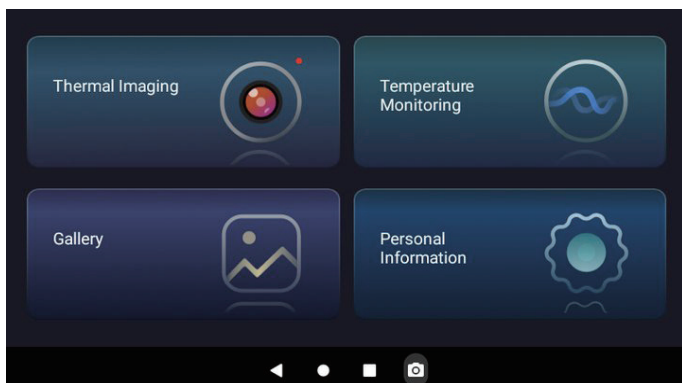 Thermal Imaging
Temperature
Monitoring
Gallery
Personal
Information